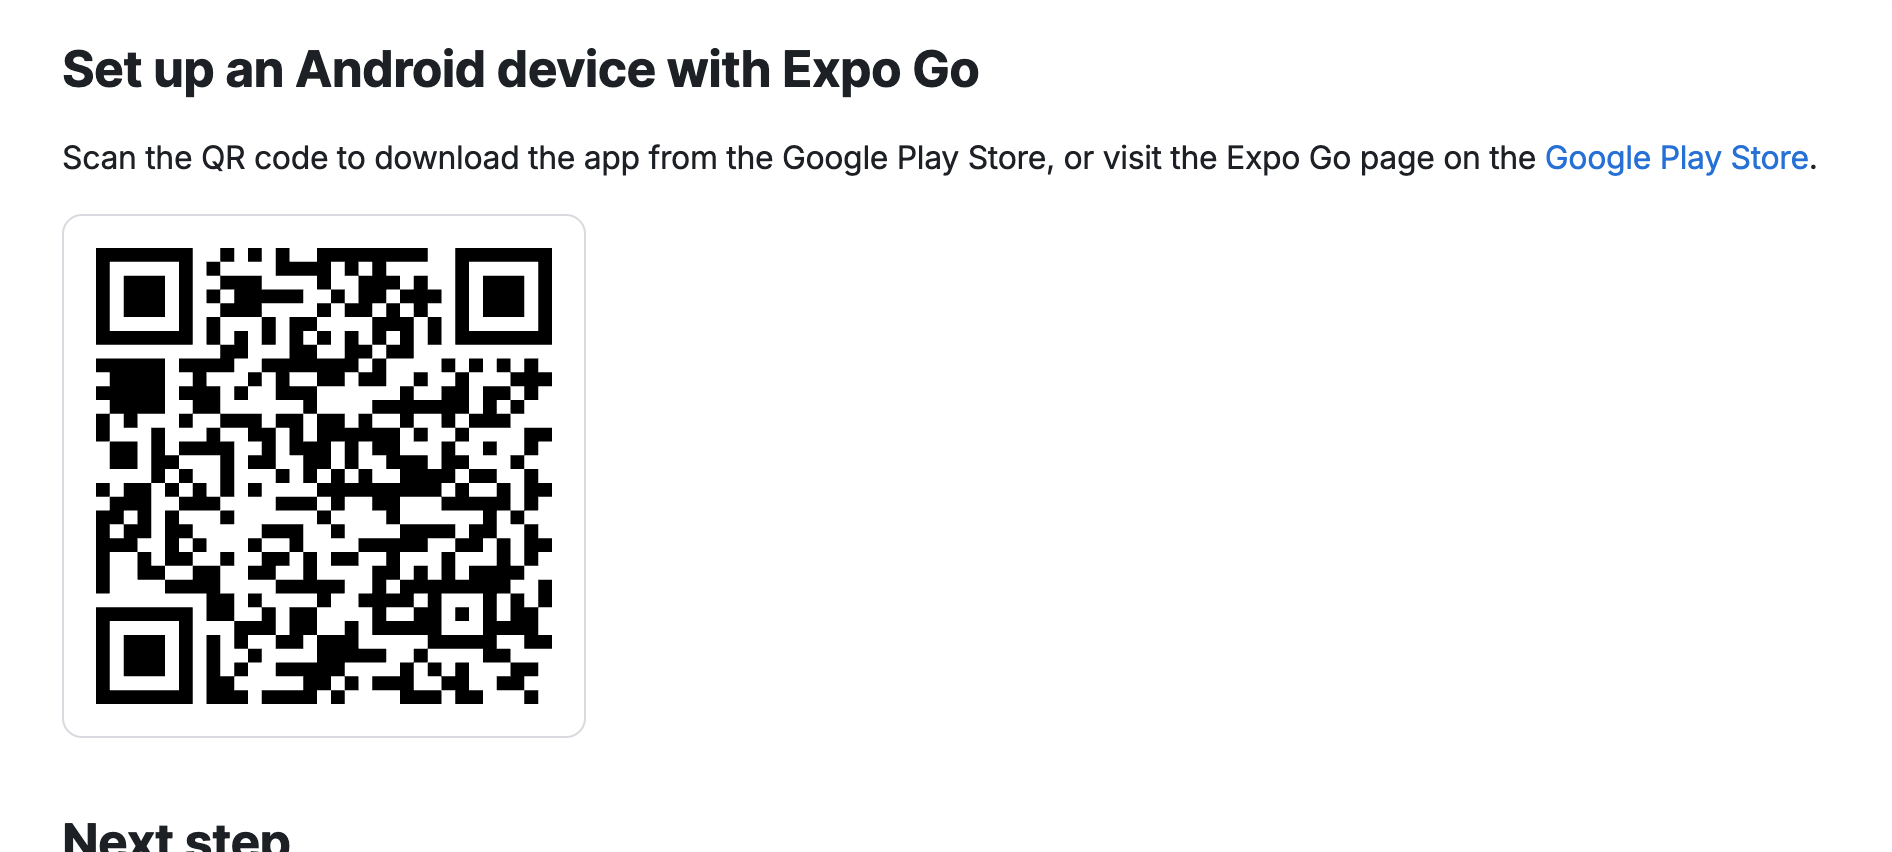 Set up an Android device with Expo Go
Scan the QR code to download the app from the Google Play Store, or visit the Expo Go page on the Google Play Store.
Next step